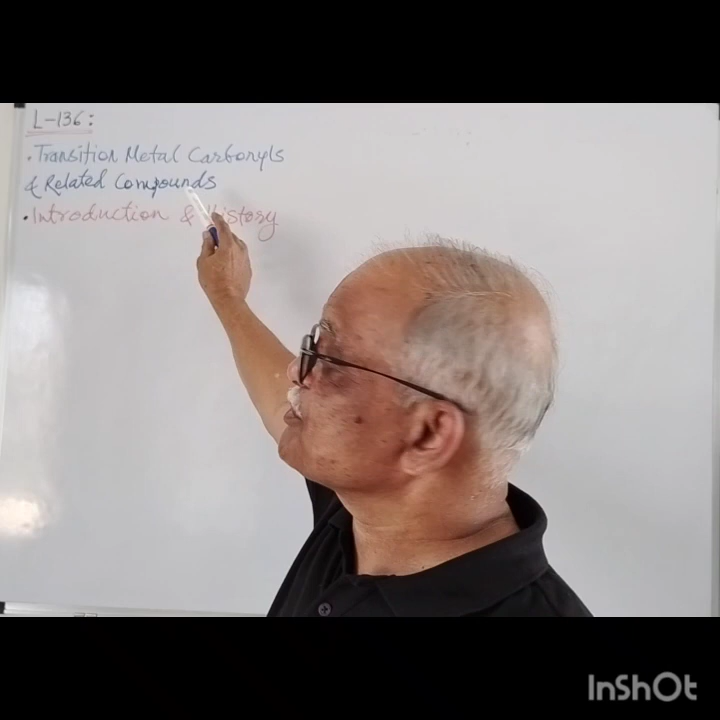 L-136:
• Transition Metal Carbonyls
& Related Compounds
• Introduction & History
InShOt